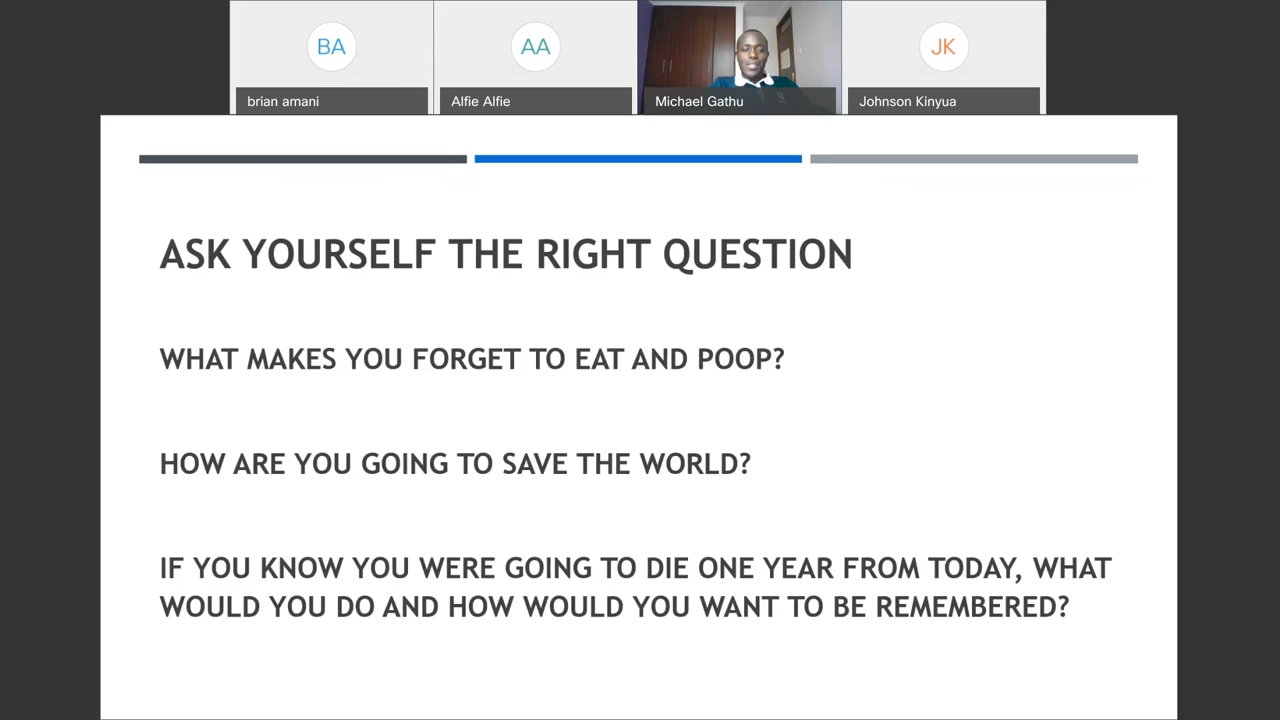 BA
AA
JK
brian amani
Alfie Alfie
Michael Gathu
Johnson Kinyua
ASK YOURSELF THE RIGHT QUESTION
WHAT MAKES YOU FORGET TO EAT AND POOP?
HOW ARE YOU GOING TO SAVE THE WORLD?
IF YOU KNOW YOU WERE GOING TO DIE ONE YEAR FROM TODAY, WHAT
WOULD YOU DO AND HOW WOULD YOU WANT TO BE REMEMBERED?